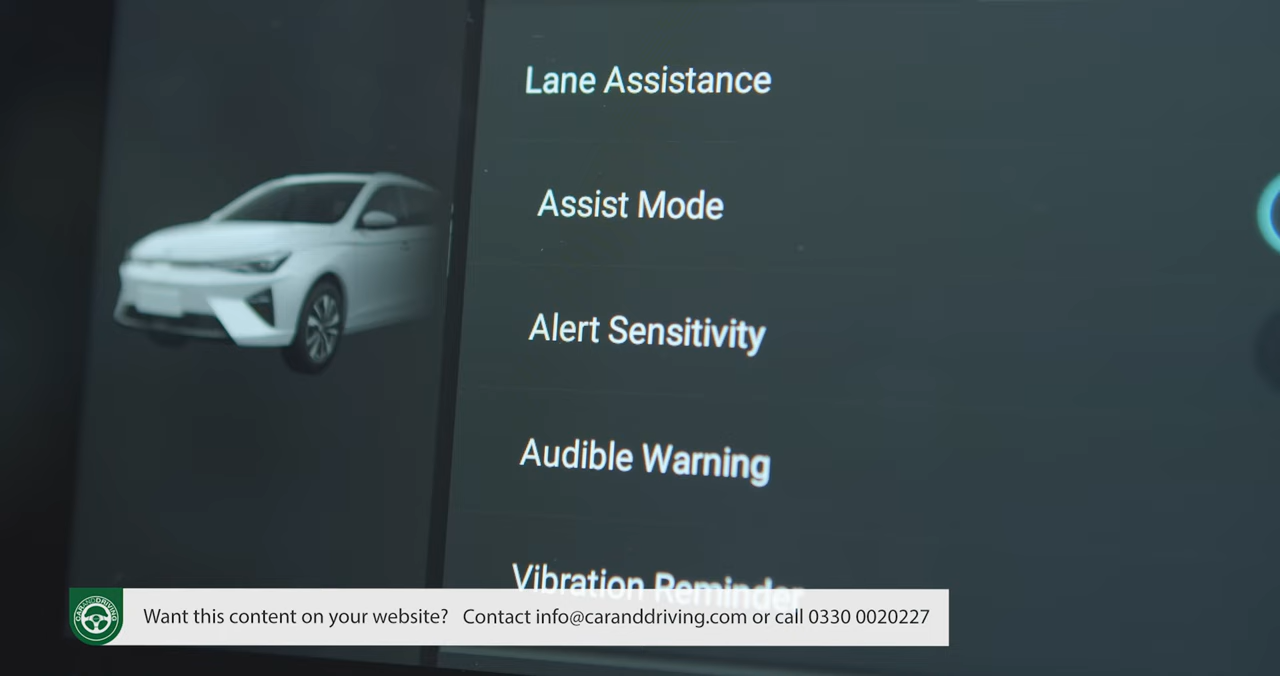 Lane Assistance
Assist Mode
Alert Sensitivity
Audible Warning
Vibration Reminder
CARANDDRIVING
Want this content on your website? Contact info@caranddriving.com or call 0330 0020227